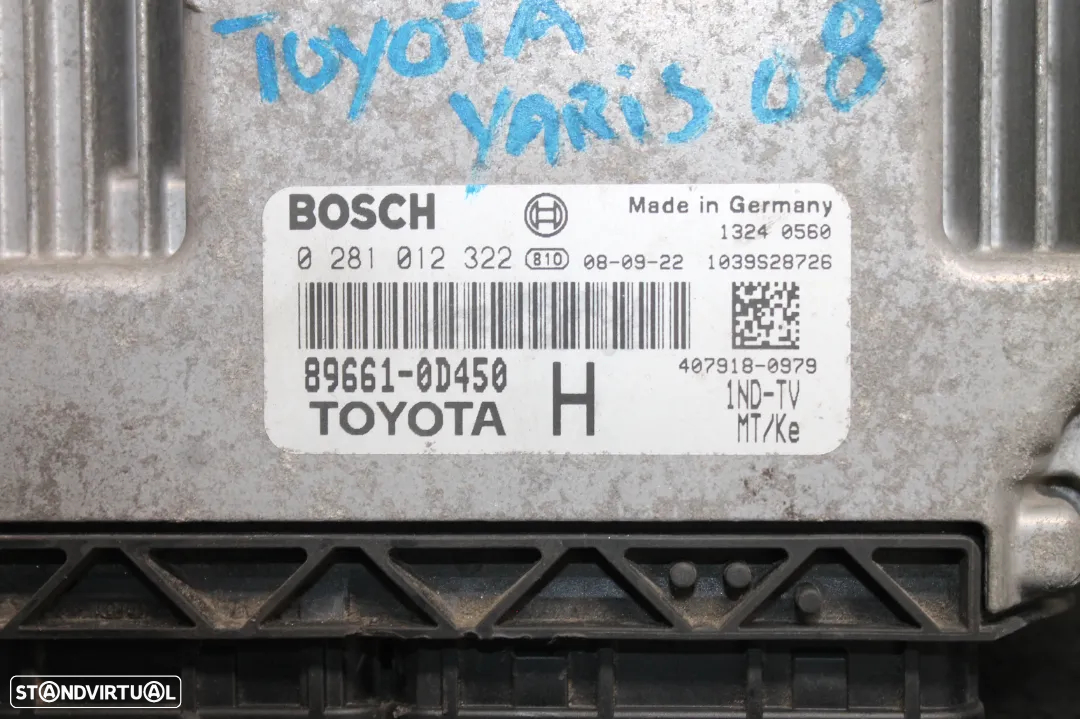 TOYOTA
YARiS 08
BOSCH Made in Germany
1324 0560
0 281 012 322 810 08-09-22 1039S28726
407918-0979
89661-0D450 H 1ND-TV
TOYOTA MT/Ke
STANDVIRTUAL